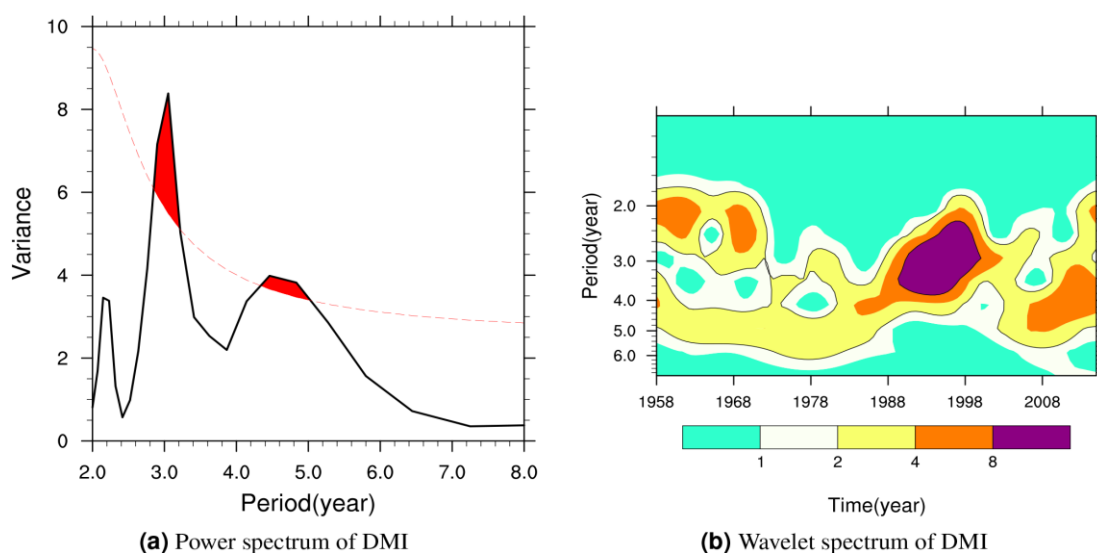 10
8
6
4
2
0
Variance
2.0 3.0 4.0 5.0 6.0 7.0 8.0
Period(year)
(a) Power spectrum of DMI
2.0
3.0
4.0
5.0
6.0
Period(year)
1958 1968 1978 1988 1998 2008
1 2 4 8
Time(year)
(b) Wavelet spectrum of DMI